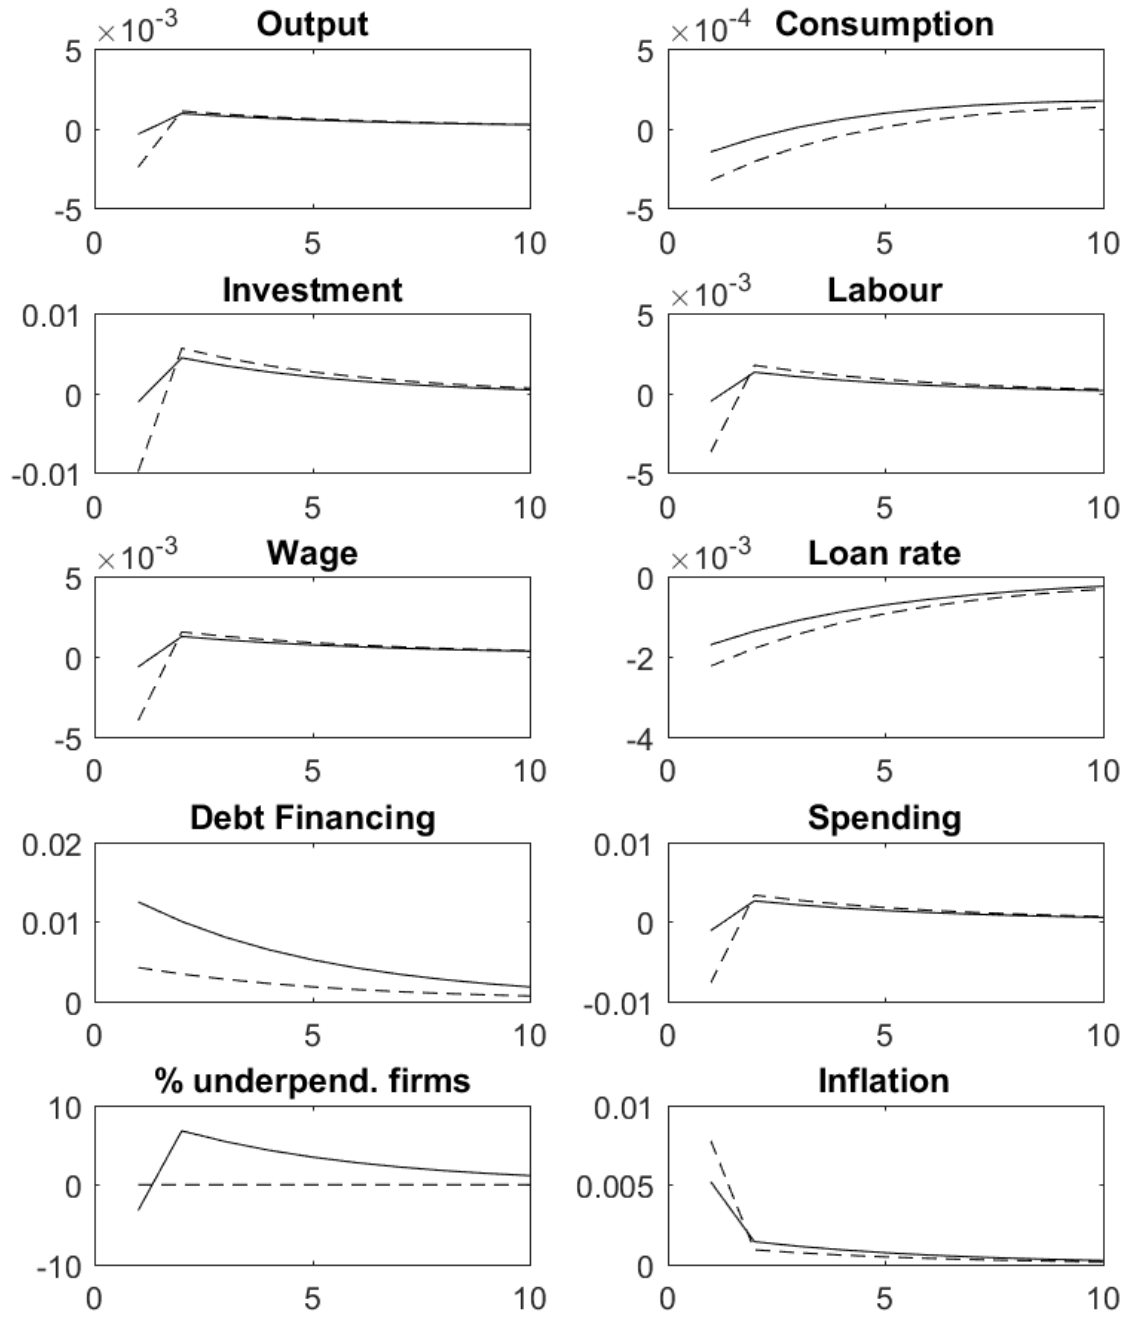 ×10-3 Output
5
0
-5
0 5 10
×10-4 Consumption
5
0
-5
0 5 10
Investment
0.01
0
-0.01
0 5 10
×10-3 Labour
5
0
-5
0 5 10
×10-3 Wage
5
0
-5
0 5 10
×10-3 Loan rate
0
-2
-4
0 5 10
Debt Financing
0.02
0.01
0
0 5 10
Spending
0.01
0
-0.01
0 5 10
% underpend. firms
10
0
-10
0 5 10
Inflation
0.01
0.005
0
0 5 10